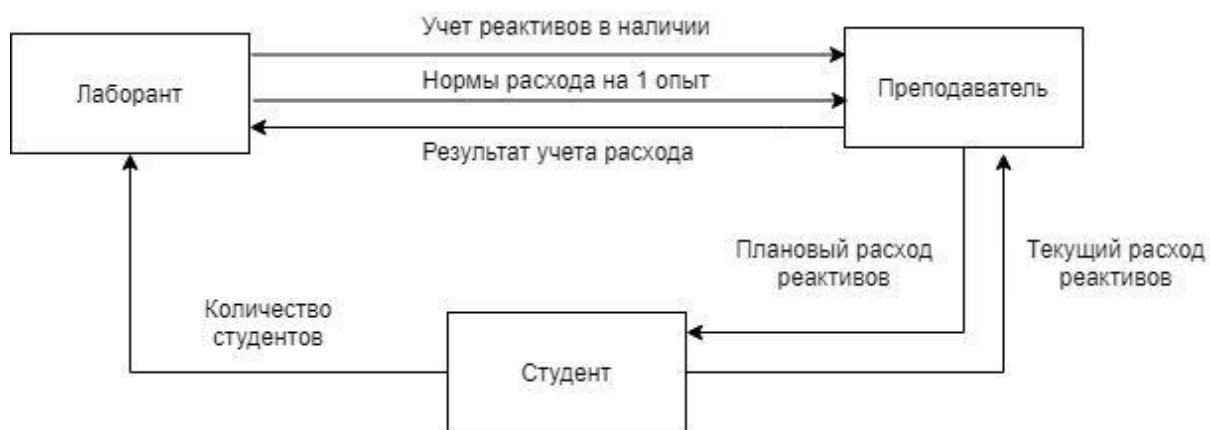 Учет реактивов в наличии
Лаборант
Нормы расхода на 1 опыт
Преподаватель
Результат учета расхода
Плановый расход
реактивов
Текущий расход
реактивов
Количество
студентов
Студент